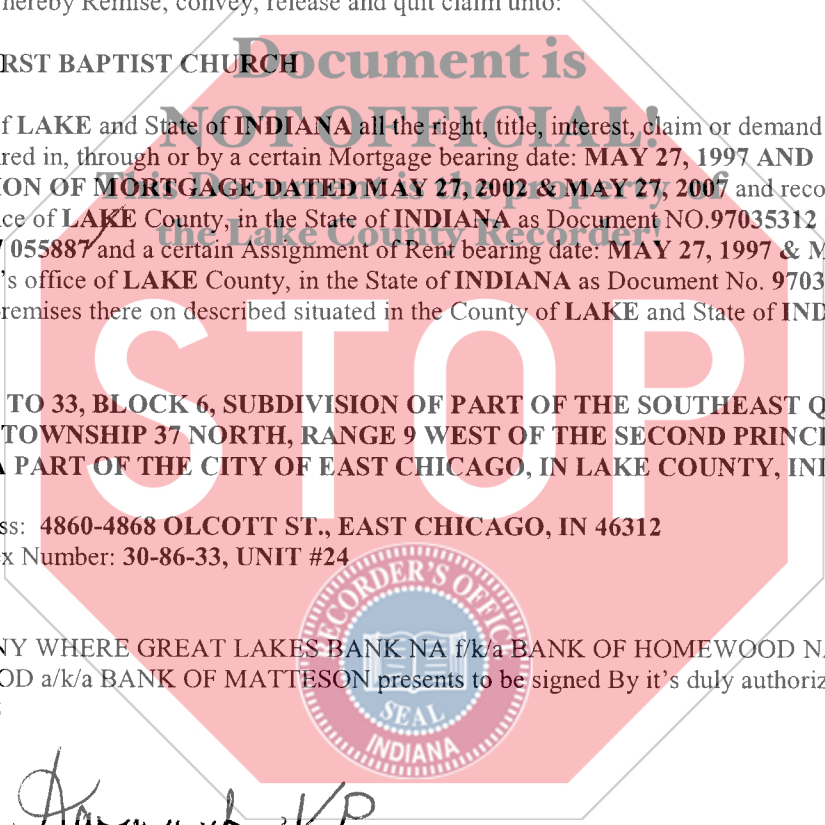 hereby Remise, convey, release and quit claim unto:
RST BAPTIST CHURCH
Document is
NOT OFFICIAL!
This Document is the property of
the Lake County Recorder!
f LAKE and State of INDIANA all the right, title, interest, claim or demand
red in, through or by a certain Mortgage bearing date: MAY 27, 1997 AND
ION OF MORTGAGE DATED MAY 27, 2002 & MAY 27, 2007 and reco
ce of LAKE County, in the State of INDIANA as Document NO.97035312
7 055887 and a certain Assignment of Rent bearing date: MAY 27, 1997 & M
's office of LAKE County, in the State of INDIANA as Document No. 9703
remises there on described situated in the County of LAKE and State of IND
STOP
TO 33, BLOCK 6, SUBDIVISION OF PART OF THE SOUTHEAST Q
TOWNSHIP 37 NORTH, RANGE 9 WEST OF THE SECOND PRINCI
A PART OF THE CITY OF EAST CHICAGO, IN LAKE COUNTY, INI
ss: 4860-4868 OLCOTT ST., EAST CHICAGO, IN 46312
x Number: 30-86-33, UNIT #24
RECORDER'S OFFICE
NY WHERE GREAT LAKES BANK NA f/k/a BANK OF HOMEWOOD NA
OD a/k/a BANK OF MATTESON presents to be signed By it's duly authoriz
SEAL
INDIANA
VP